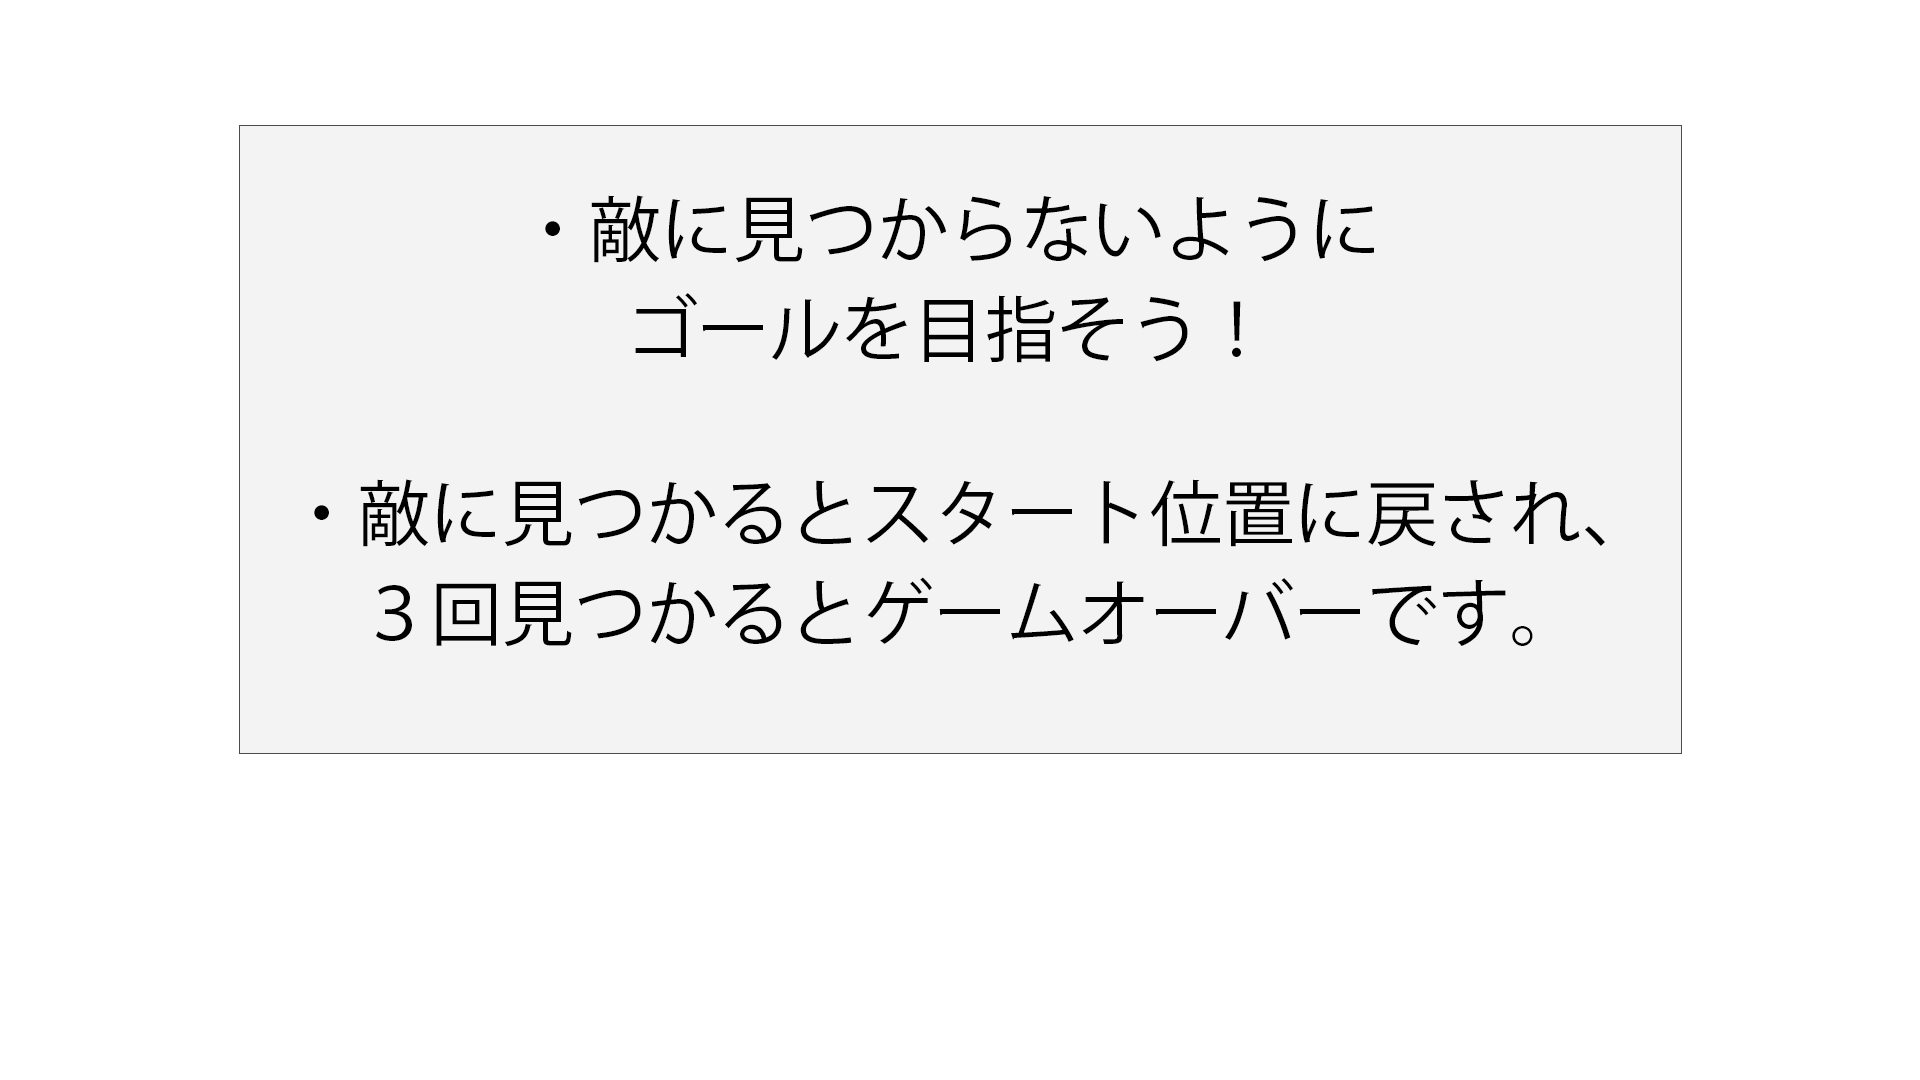 ・敵に見つからないように
ゴールを目指そう！
・敵に見つかるとスタート位置に戻され、
３回見つかるとゲームオーバーです。